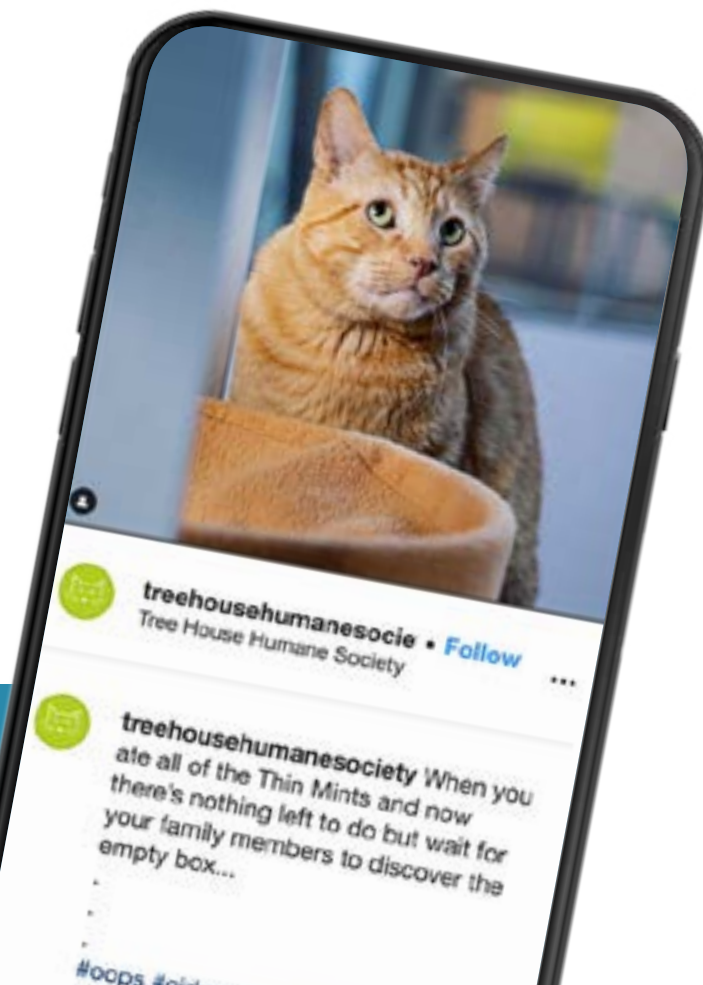 treehousehumanesocie • Follow
Tree House Humane Society
...
treehousehumanesociety When you
ate all of the Thin Mints and now
there's nothing left to do but wait for
your family members to discover the
empty box...
.
.
.
#oops